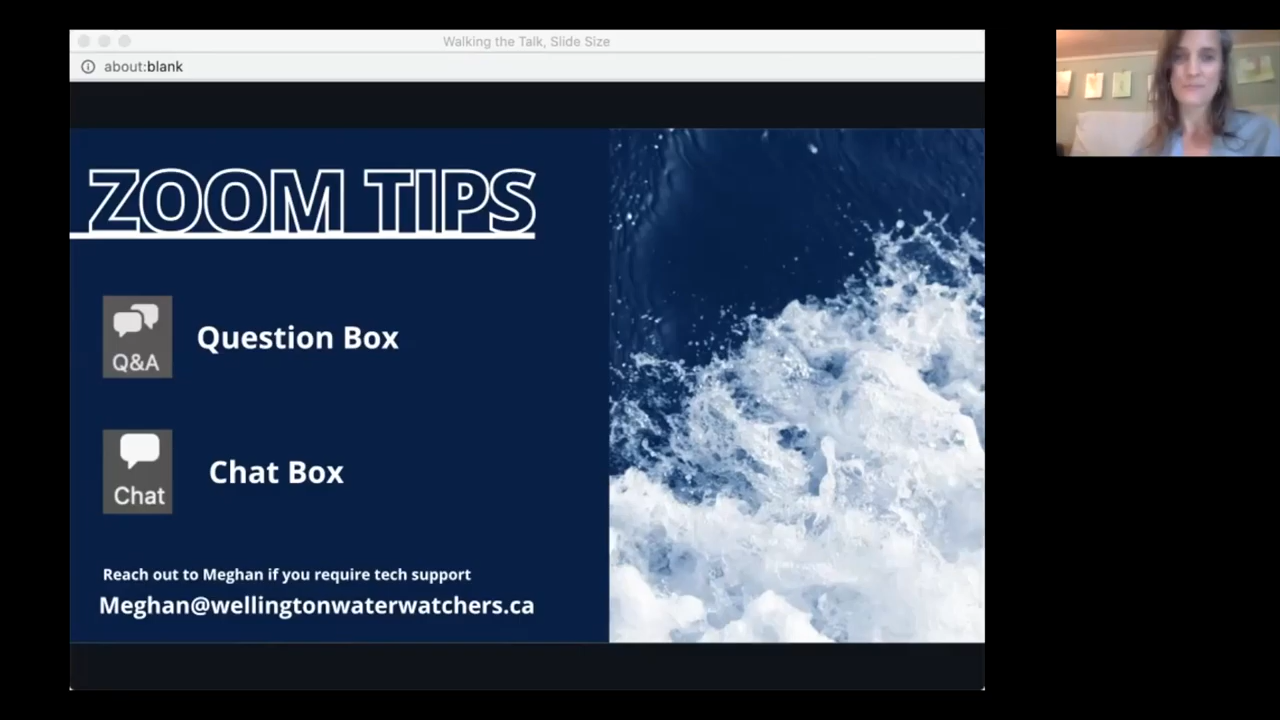 Walking the Talk, Slide Size
about:blank
ZOOM TIPS
Q&A
Question Box
Chat
Chat Box
Reach out to Meghan if you require tech support
Meghan@wellingtonwaterwatchers.ca